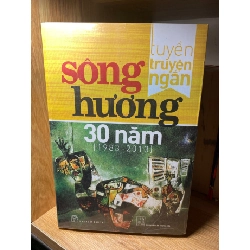 tuyển
truyện
ngắn
sông
hương
30 năm
[1983-2013]